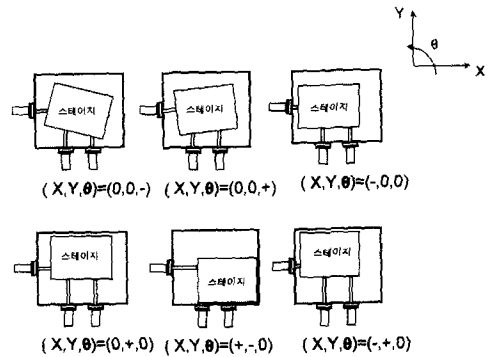 Y
θ
X
스테이지 스테이지 스테이지
( X,Y,θ)=(0,0,-) ( X,Y,θ)=(0,0,+) ( X,Y,θ)=(-,0,0)
스테이지 스테이지 스테이지
( X,Y,θ)=(0,+,0) ( X,Y,θ)=(+,-,0) ( X,Y,θ)=(-,+,0)